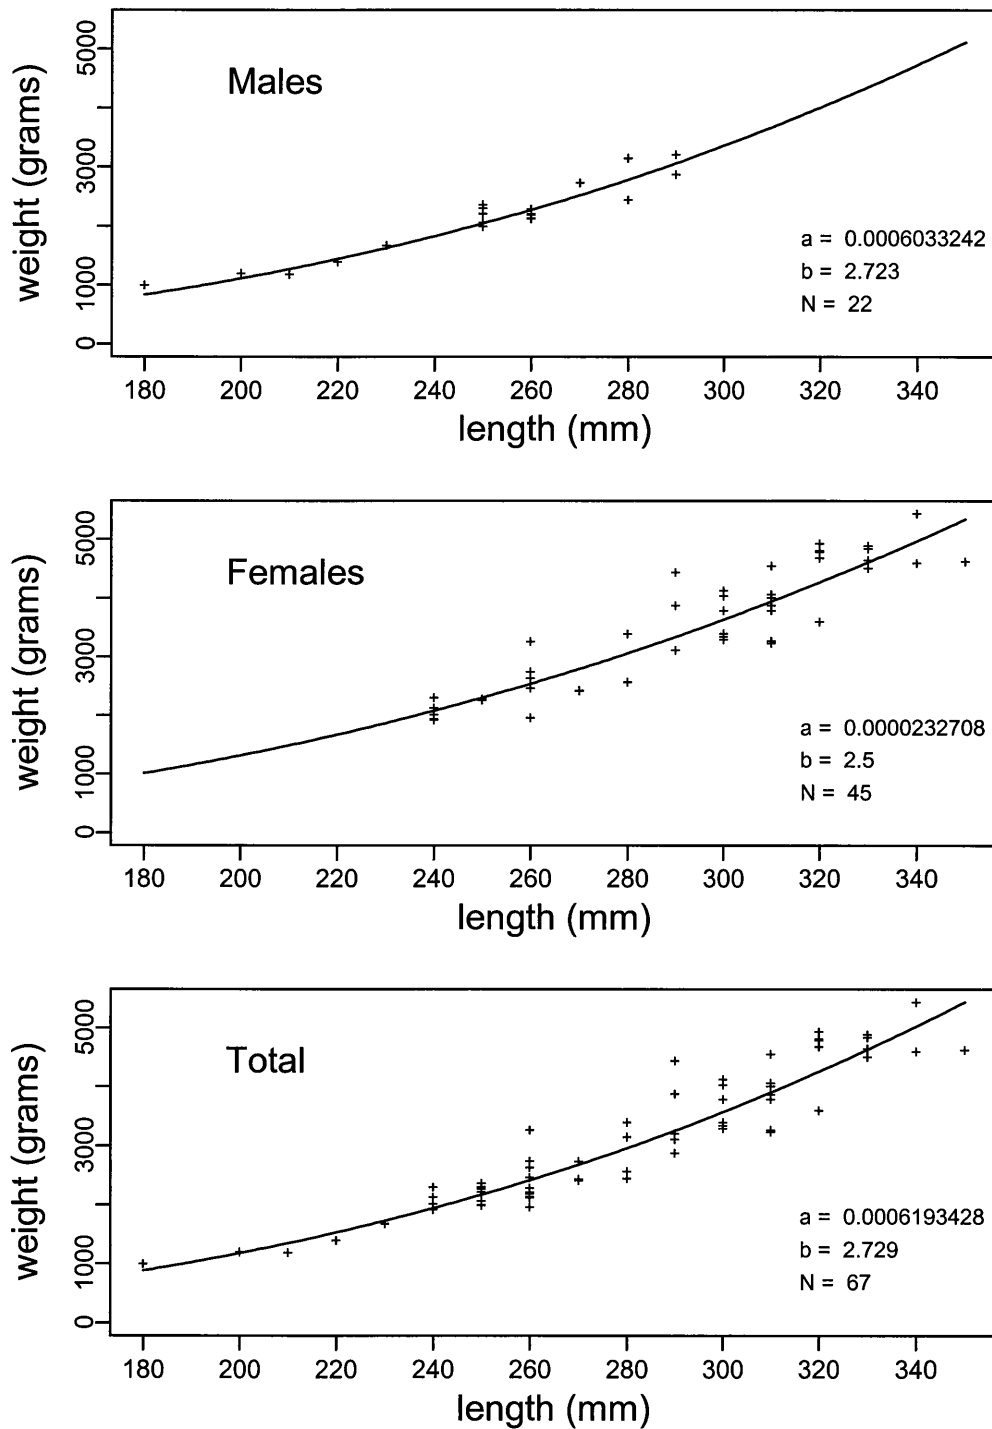 Males
weight (grams)
5000
3000
1000
0
a = 0.0006033242
b = 2.723
N = 22
180 200 220 240 260 280 300 320 340
length (mm)
Females
weight (grams)
5000
3000
1000
0
a = 0.0000232708
b = 2.5
N = 45
180 200 220 240 260 280 300 320 340
length (mm)
Total
weight (grams)
5000
3000
1000
0
a = 0.0006193428
b = 2.729
N = 67
180 200 220 240 260 280 300 320 340
length (mm)